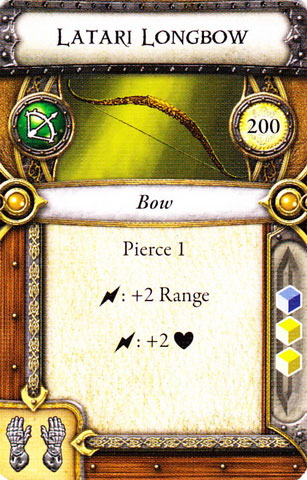 Latari Longbow
200
Bow
Pierce 1
: +2 Range
: +2